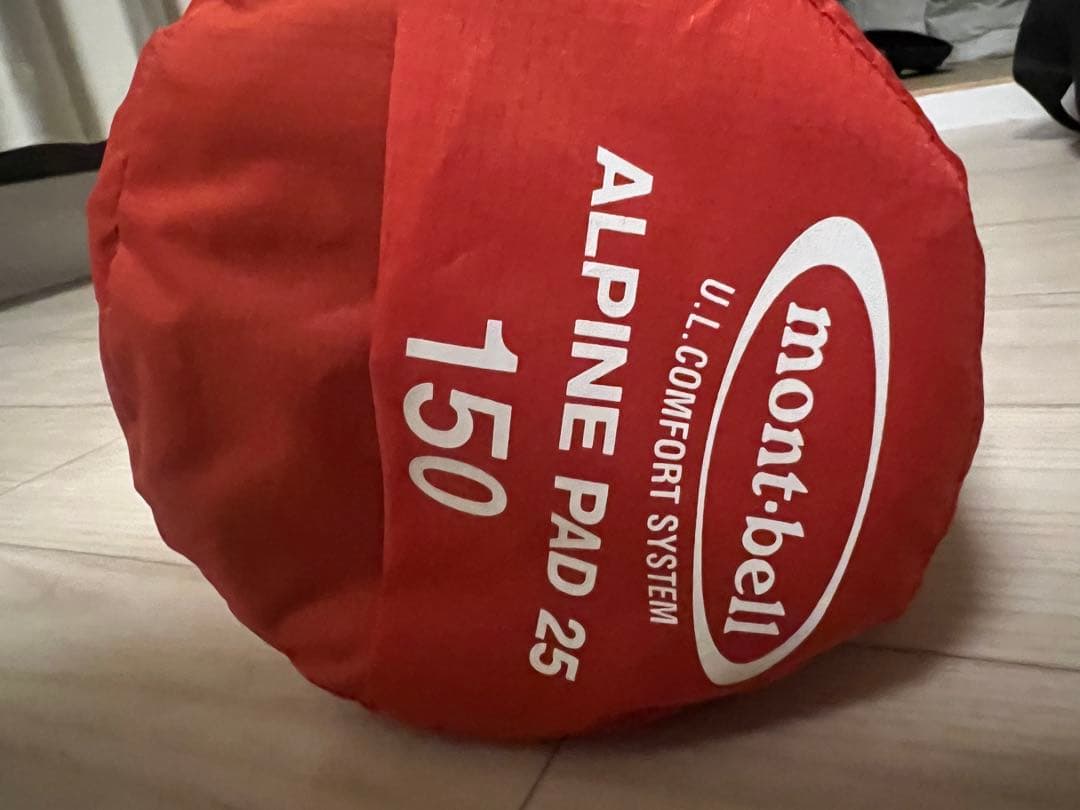 mont-bell
U.L.COMFORT SYSTEM
ALPINE PAD 25
150